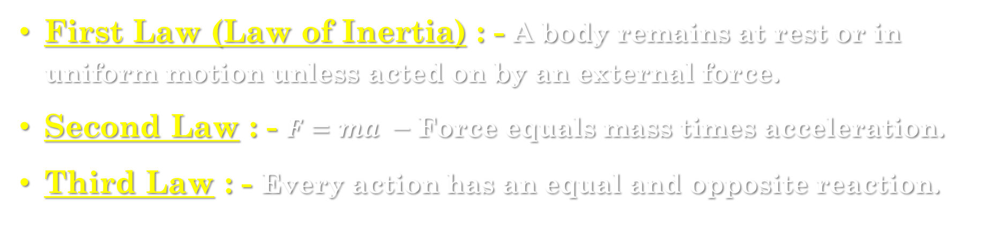 • First Law (Law of Inertia) : - A body remains at rest or in
uniform motion unless acted on by an external force.
• Second Law : - F = ma − Force equals mass times acceleration.
• Third Law : - Every action has an equal and opposite reaction.